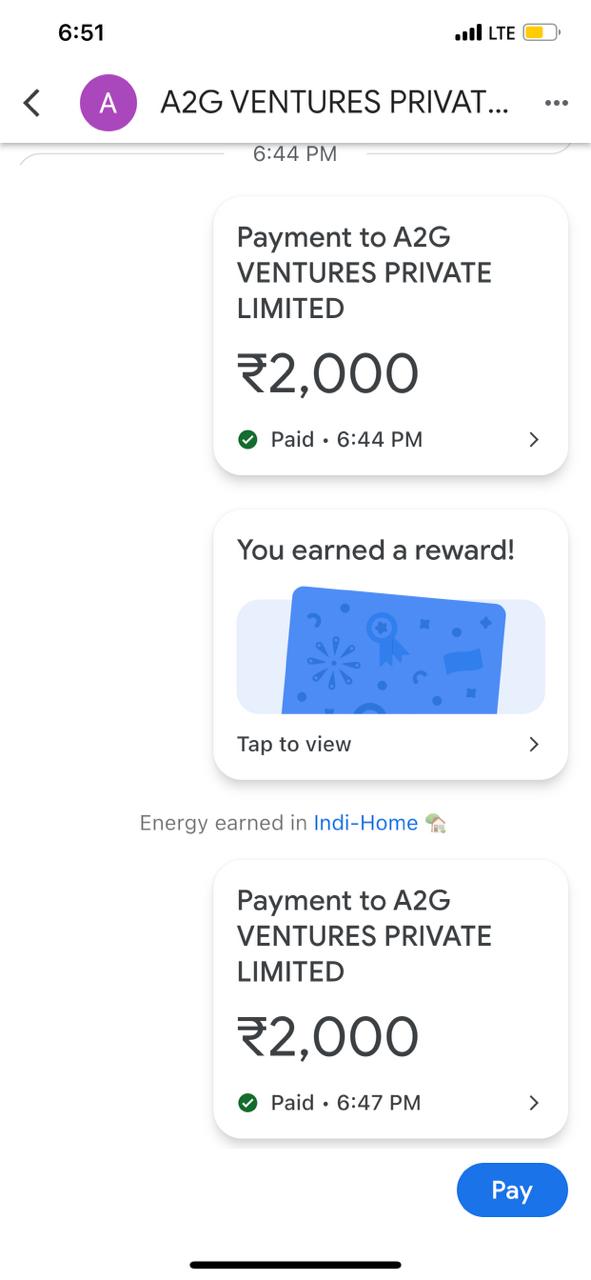 6:51
LTE
A
A2G VENTURES PRIVAT...
6:44 PM
Payment to A2G
VENTURES PRIVATE
LIMITED
₹2,000
Paid • 6:44 PM
You earned a reward!
Tap to view
Energy earned in Indi-Home 🏡
Payment to A2G
VENTURES PRIVATE
LIMITED
₹2,000
Paid • 6:47 PM
Pay